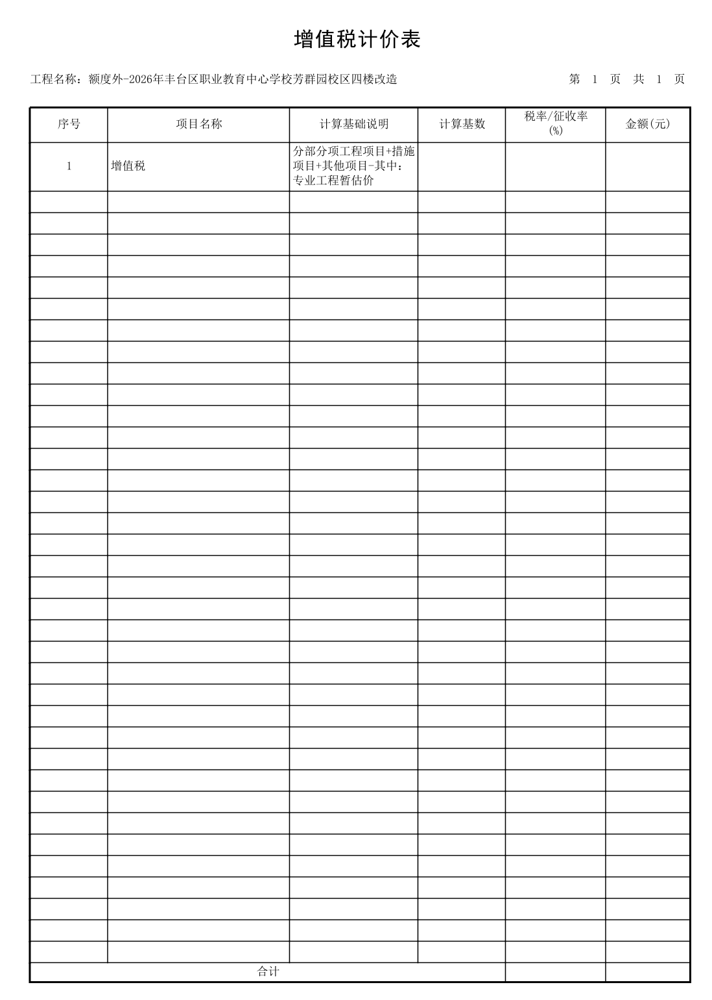 增值税计价表
工程名称：额度外-2026年丰台区职业教育中心学校芳群园校区四楼改造 第 1 页 共 1 页
序号 项目名称 计算基础说明 计算基数 税率/征收率(%) 金额(元)
1 增值税 分部分项工程项目+措施
项目+其他项目-其中：
专业工程暂估价
合计